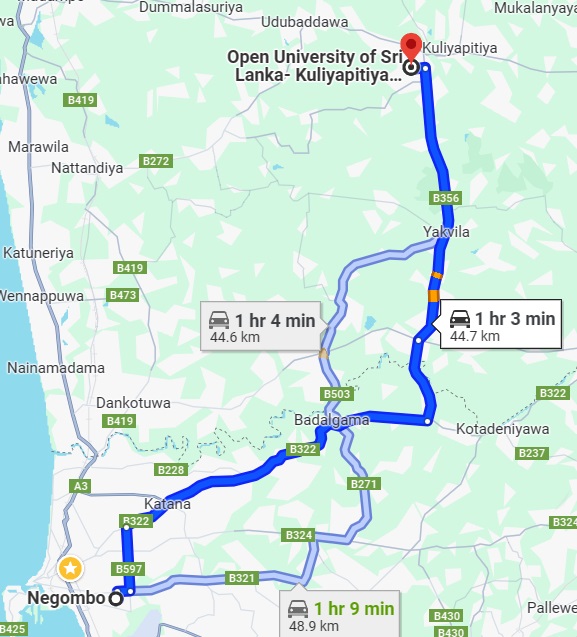 Dummalasuriya
Mukalanyaya
Udubaddawa
Kuliyapitiya
Open University of Sri
Lanka- Kuliyapitiya...
B419
Marawila
Nattandiya
B272
B356
Yakvila
Katuneriya
B419
B473
Wennappuwa
1 hr 4 min
44.6 km
1 hr 3 min
44.7 km
Nainamadama
B503
B322
Dankotuwa
B419
Badalgama
Kotadeniyawa
B322
B237
B228
A3
B271
Katana
B322
B324
B324
B597
B321
Negombo
1 hr 9 min
48.9 km
B430
B430
B425